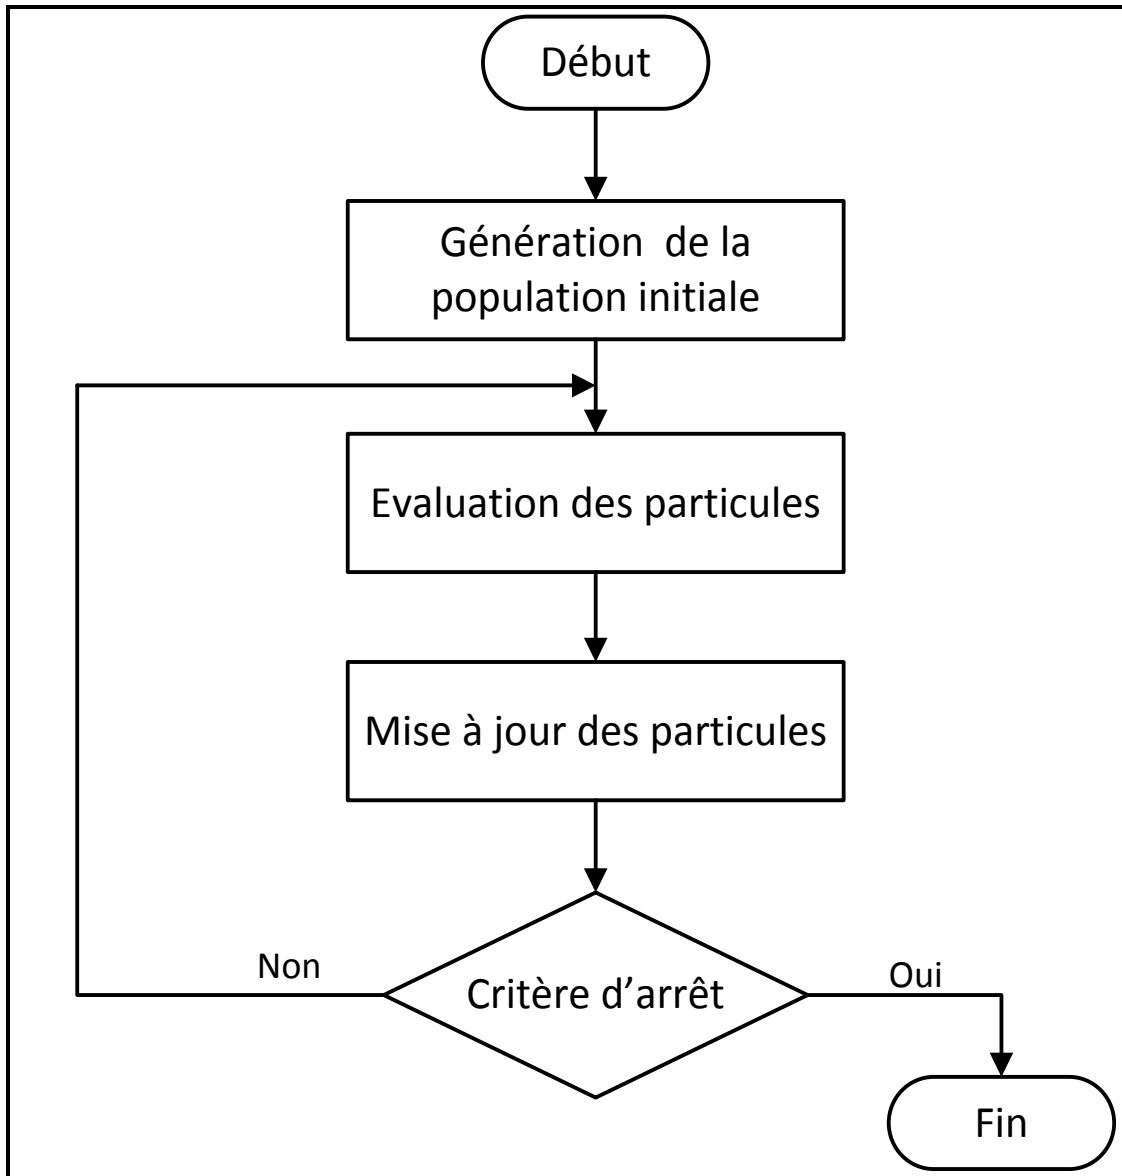 Début
Génération de la
population initiale
Evaluation des particules
Mise à jour des particules
Non
Critère d’arrêt
Oui
Fin